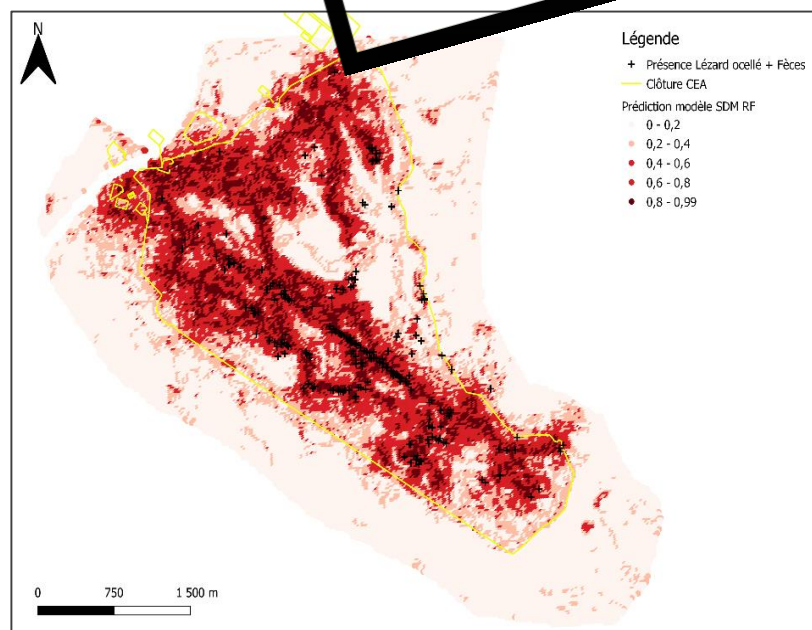 N
Légende
+ Présence Lézard ocellé + Fèces
Clôture CEA
Prédiction modèle SDM RF
0 - 0,2
0,2 - 0,4
0,4 - 0,6
0,6 - 0,8
0,8 - 0,99
0 750 1 500 m